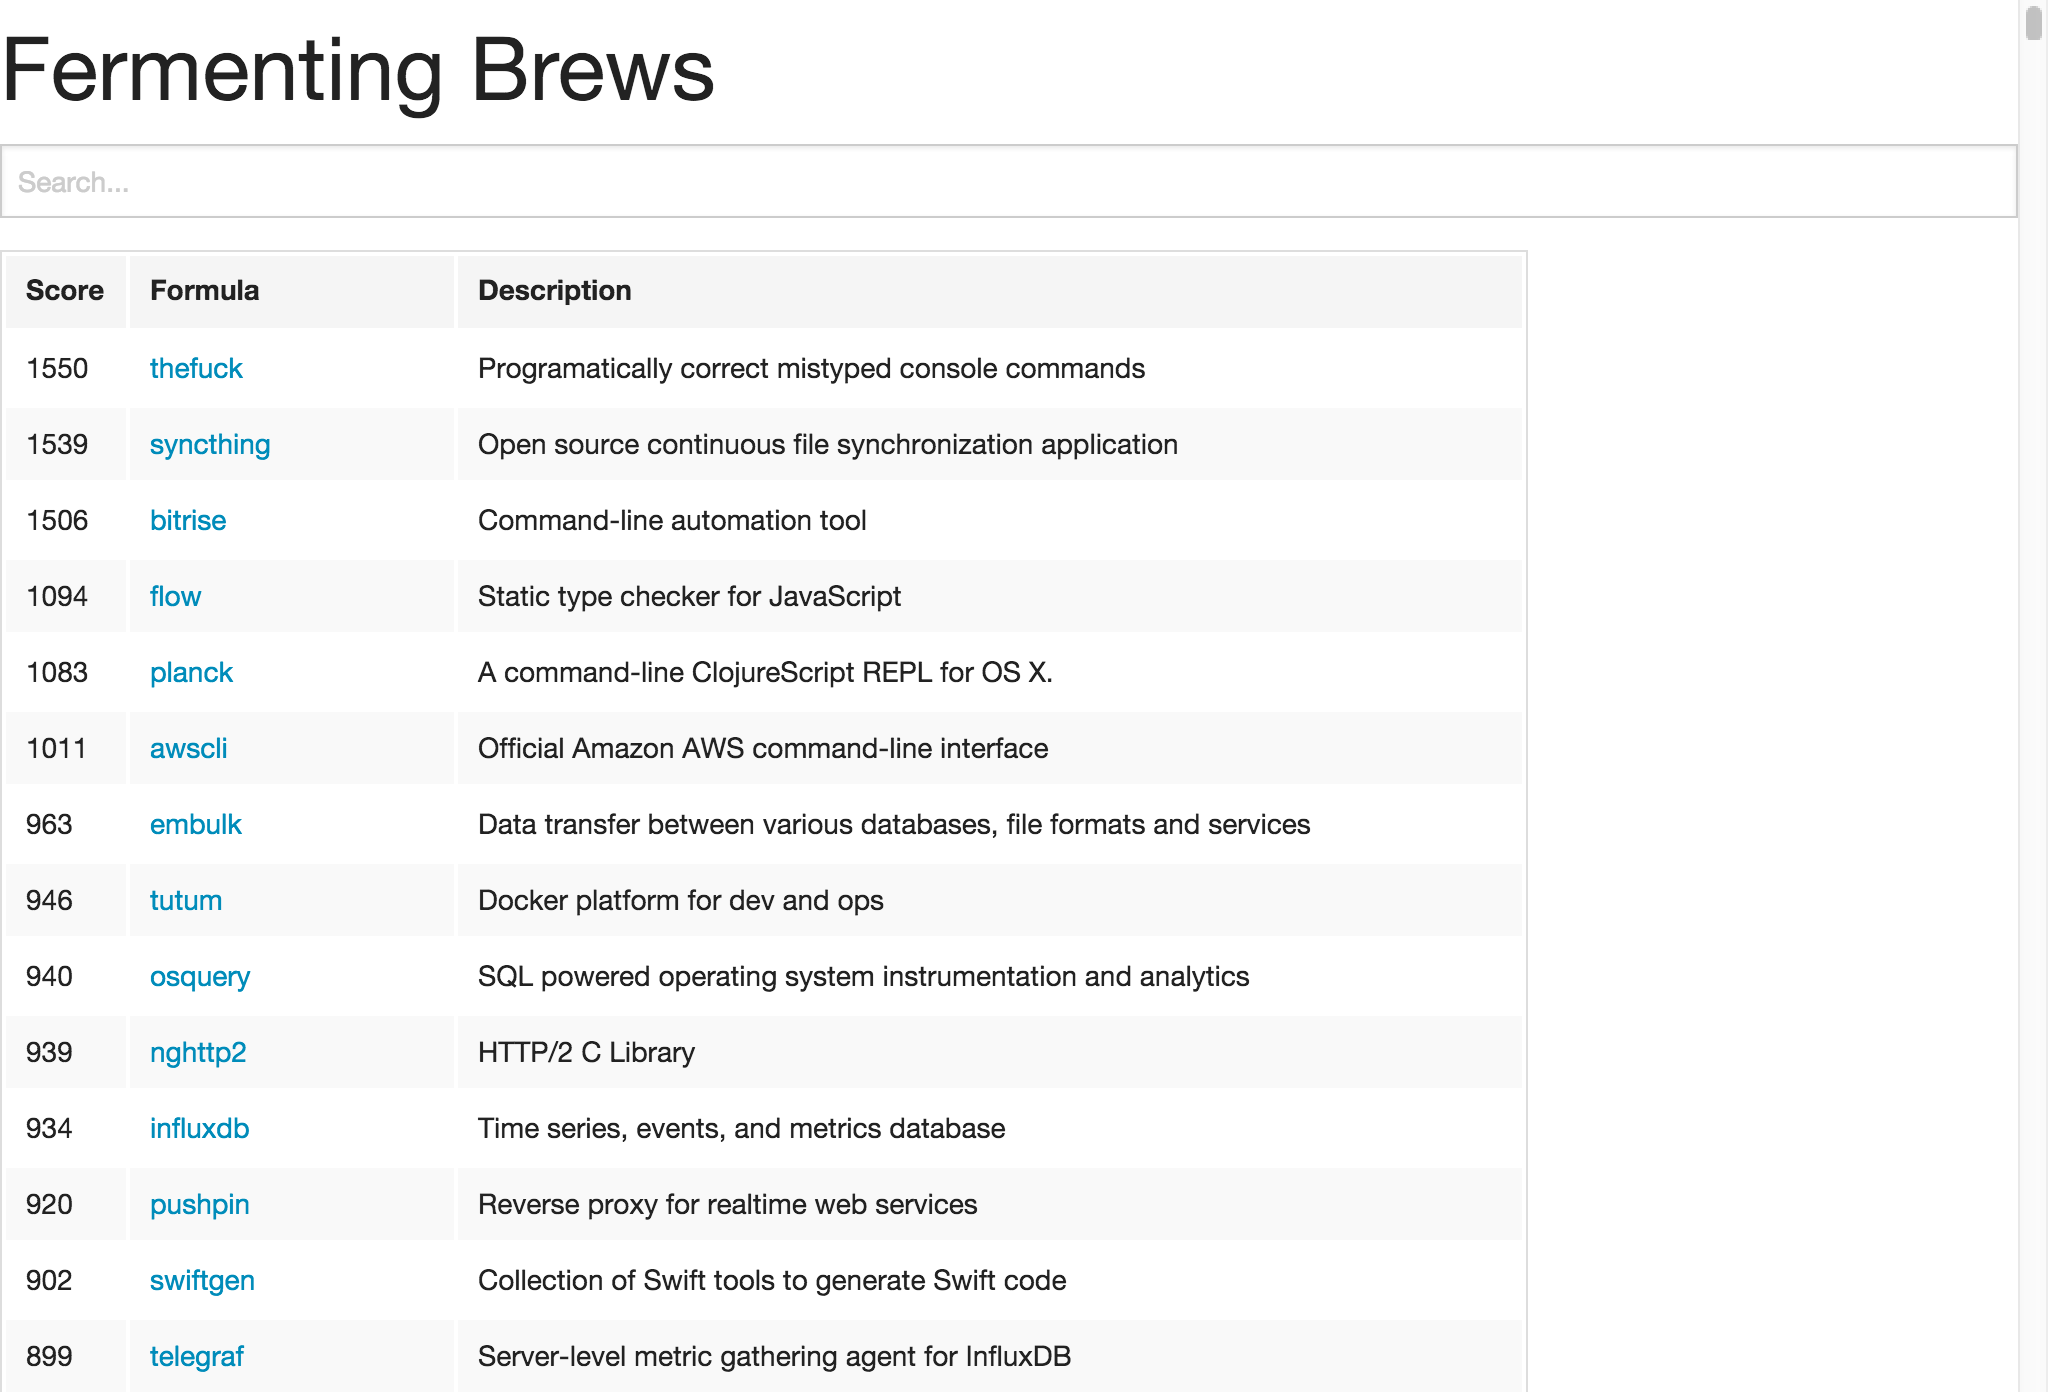 Fermenting Brews
Search...
Score Formula Description
1550 thefuck Programatically correct mistyped console commands
1539 syncthing Open source continuous file synchronization application
1506 bitrise Command-line automation tool
1094 flow Static type checker for JavaScript
1083 planck A command-line ClojureScript REPL for OS X.
1011 awscli Official Amazon AWS command-line interface
963 embulk Data transfer between various databases, file formats and services
946 tutum Docker platform for dev and ops
940 osquery SQL powered operating system instrumentation and analytics
939 nghttp2 HTTP/2 C Library
934 influxdb Time series, events, and metrics database
920 pushpin Reverse proxy for realtime web services
902 swiftgen Collection of Swift tools to generate Swift code
899 telegraf Server-level metric gathering agent for InfluxDB